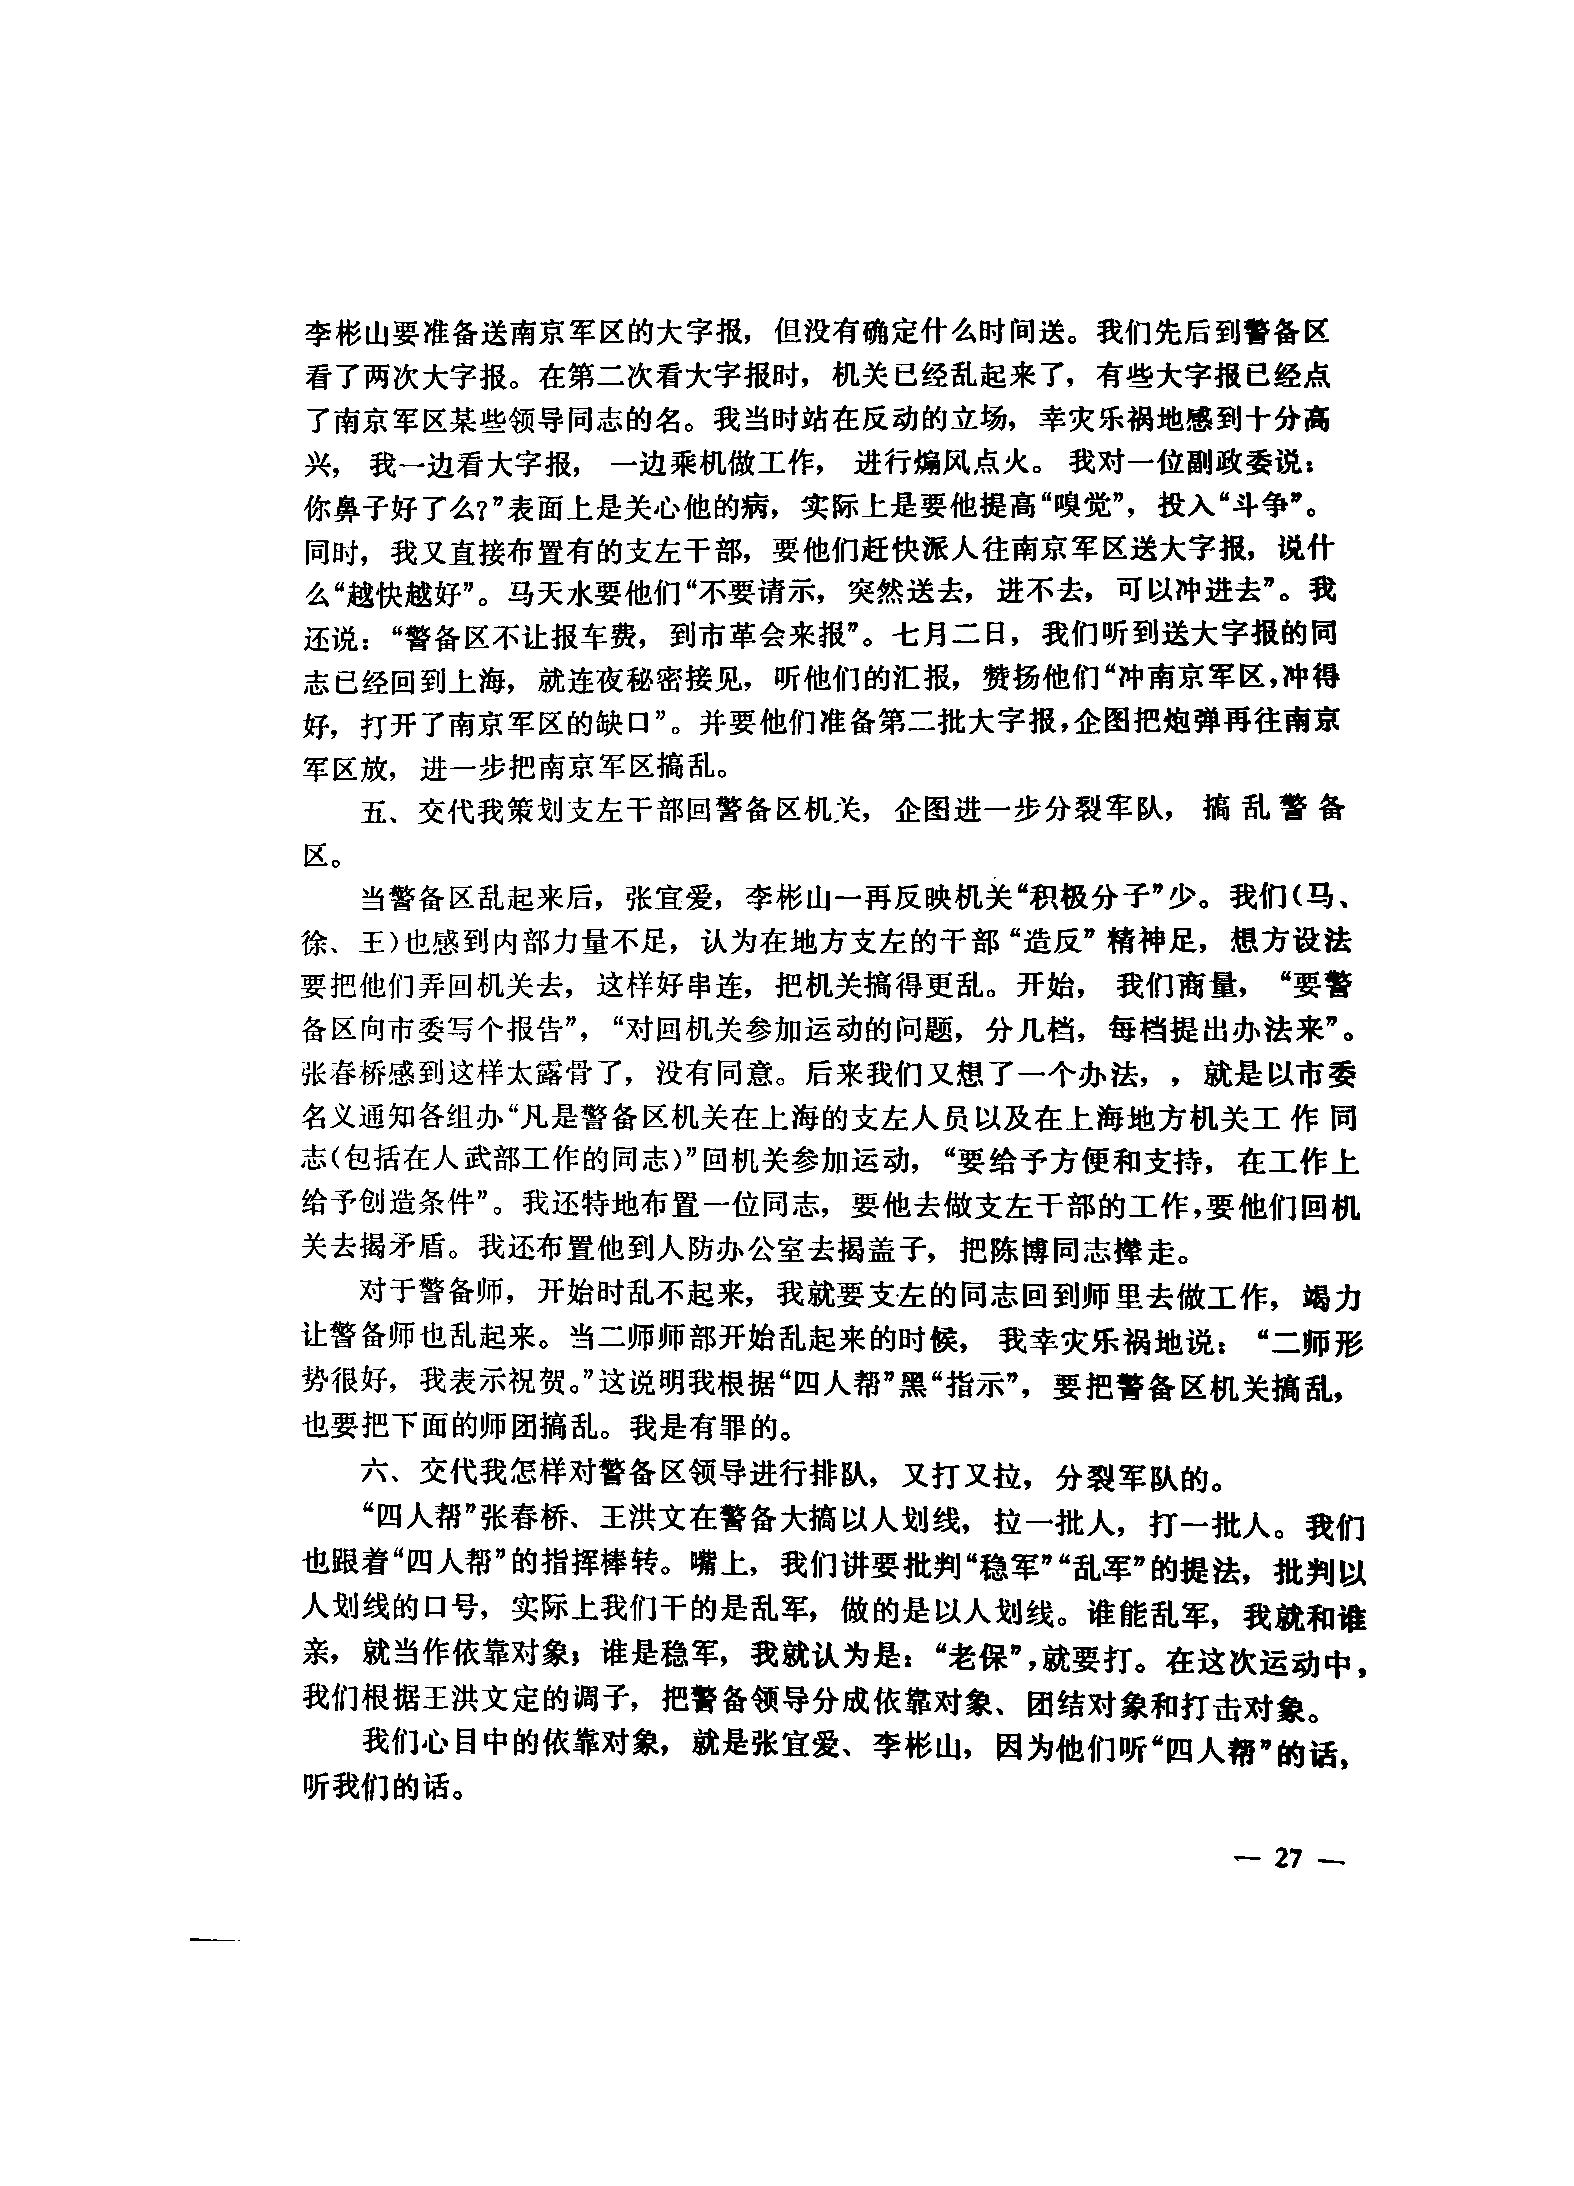 李彬山要准备送南京军区的大字报，但没有确定什么时间送。我们先后到警备区
看了两次大字报。在第二次看大字报时，机关已经乱起来了，有些大字报已经点
了南京军区某些领导同志的名。我当时站在反动的立场，幸灾乐祸地感到十分高
兴，我一边看大字报，一边乘机做工作，进行煽风点火。我对一位副政委说：
你鼻子好了么?”表面上是关心他的病，实际上是要他提高“嗅觉”，投入“斗争”。
同时，我又直接布置有的支左干部，要他们赶快派人往南京军区送大字报，说什
么“越快越好”。马天水要他们“不要请示，突然送去，进不去，可以冲进去”。我
还说：“警备区不让报车费，到市革会来报”。七月二日，我们听到送大字报的同
志已经回到上海，就连夜秘密接见，听他们的汇报，赞扬他们“冲南京军区，冲得
好，打开了南京军区的缺口”。并要他们准备第二批大字报，企图把炮弹再往南京
军区放，进一步把南京军区搞乱。
五、交代我策划支左干部回警备区机关，企图进一步分裂军队，搞乱警备
区。
当警备区乱起来后，张宜爱，李彬山一再反映机关“积极分子”少。我们(马、
徐、王)也感到内部力量不足，认为在地方支左的干部“造反”精神足，想方设法
要把他们弄回机关去，这样好串连，把机关搞得更乱。开始，我们商量，“要警
备区向市委写个报告”，“对回机关参加运动的问题，分几档，每档提出办法来”。
张春桥感到这样太露骨了，没有同意。后来我们又想了一个办法，，就是以市委
名义通知各组办“凡是警备区机关在上海的支左人员以及在上海地方机关工作同
志(包括在人武部工作的同志)”回机关参加运动，“要给予方便和支持，在工作上
给予创造条件”。我还特地布置一位同志，要他去做支左干部的工作，要他们回机
关去揭矛盾。我还布置他到人防办公室去揭盖子，把陈博同志撵走。
对于警备师，开始时乱不起来，我就要支左的同志回到师里去做工作，竭力
让警备师也乱起来。当二师师部开始乱起来的时候，我幸灾乐祸地说：“二师形
势很好，我表示祝贺。”这说明我根据“四人帮”黑“指示”，要把警备区机关搞乱，
也要把下面的师团搞乱。我是有罪的。
六、交代我怎样对警备区领导进行排队，又打又拉，分裂军队的。
“四人帮”张春桥、王洪文在警备大搞以人划线，拉一批人，打一批人。我们
也跟着“四人帮”的指挥棒转。嘴上，我们讲要批判“稳军”“乱军”的提法，批判以
人划线的口号，实际上我们干的是乱军，做的是以人划线。谁能乱军，我就和谁
亲，就当作依靠对象；谁是稳军，我就认为是：“老保”，就要打。在这次运动中，
我们根据王洪文定的调子，把警备领导分成依靠对象、团结对象和打击对象。
我们心目中的依靠对象，就是张宜爱、李彬山，因为他们听“四人帮”的话，
听我们的话。
— 27 —